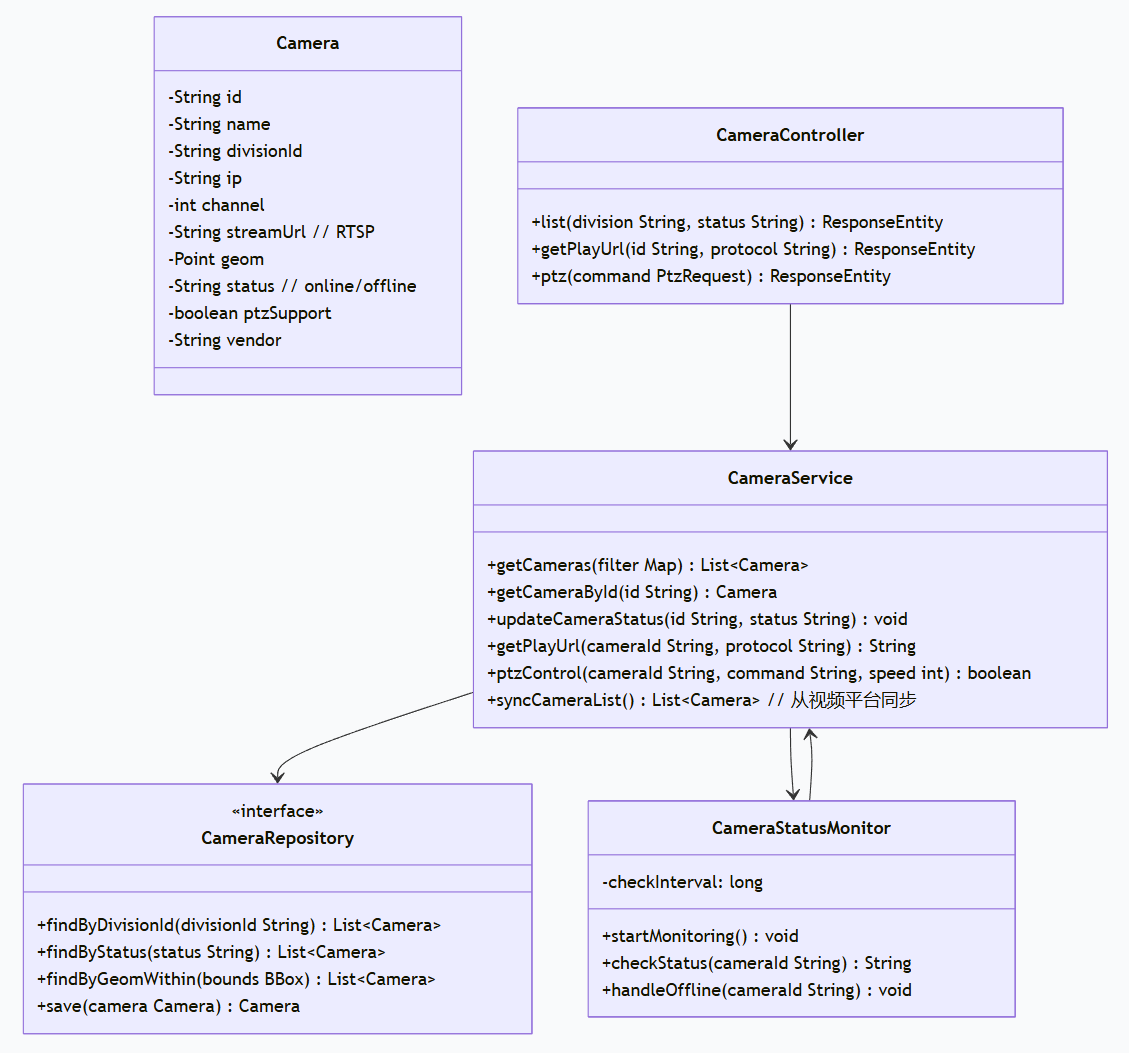 Camera
-String id
-String name
-String divisionId
-String ip
-int channel
-String streamUrl // RTSP
-Point geom
-String status // online/offline
-boolean ptzSupport
-String vendor
CameraController
+list(division String, status String) : ResponseEntity
+getPlayUrl(id String, protocol String) : ResponseEntity
+ptz(command PtzRequest) : ResponseEntity
CameraService
+getCameras(filter Map) : List<Camera>
+getCameraById(id String) : Camera
+updateCameraStatus(id String, status String) : void
+getPlayUrl(cameraId String, protocol String) : String
+ptzControl(cameraId String, command String, speed int) : boolean
+syncCameraList() : List<Camera> // 从视频平台同步
«interface»
CameraRepository
+findByDivisionId(divisionId String) : List<Camera>
+findByStatus(status String) : List<Camera>
+findByGeomWithin(bounds BBox) : List<Camera>
+save(camera Camera) : Camera
CameraStatusMonitor
-checkInterval: long
+startMonitoring() : void
+checkStatus(cameraId String) : String
+handleOffline(cameraId String) : void